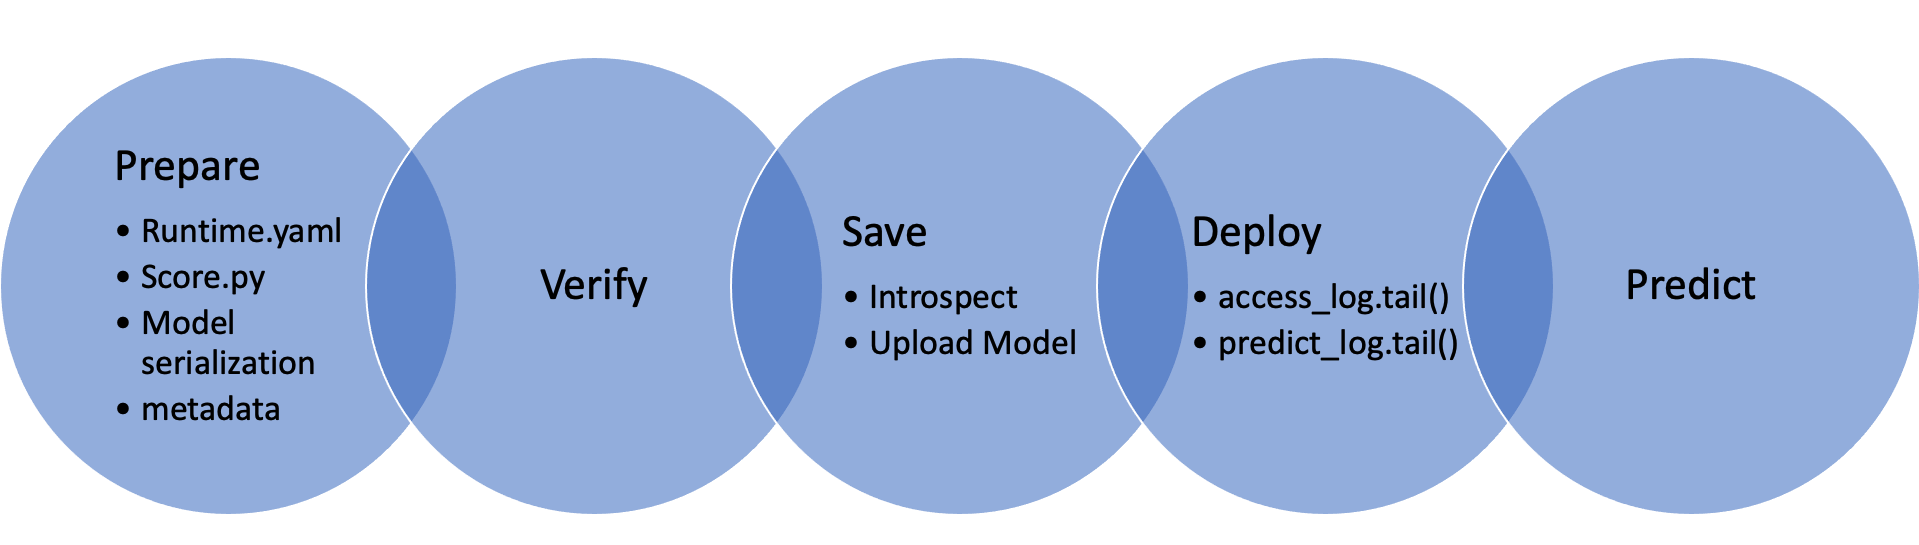 Prepare
• Runtime.yaml
• Score.py
• Model
serialization
• metadata
Verify
Save
• Introspect
• Upload Model
Deploy
• access_log.tail()
• predict_log.tail()
Predict